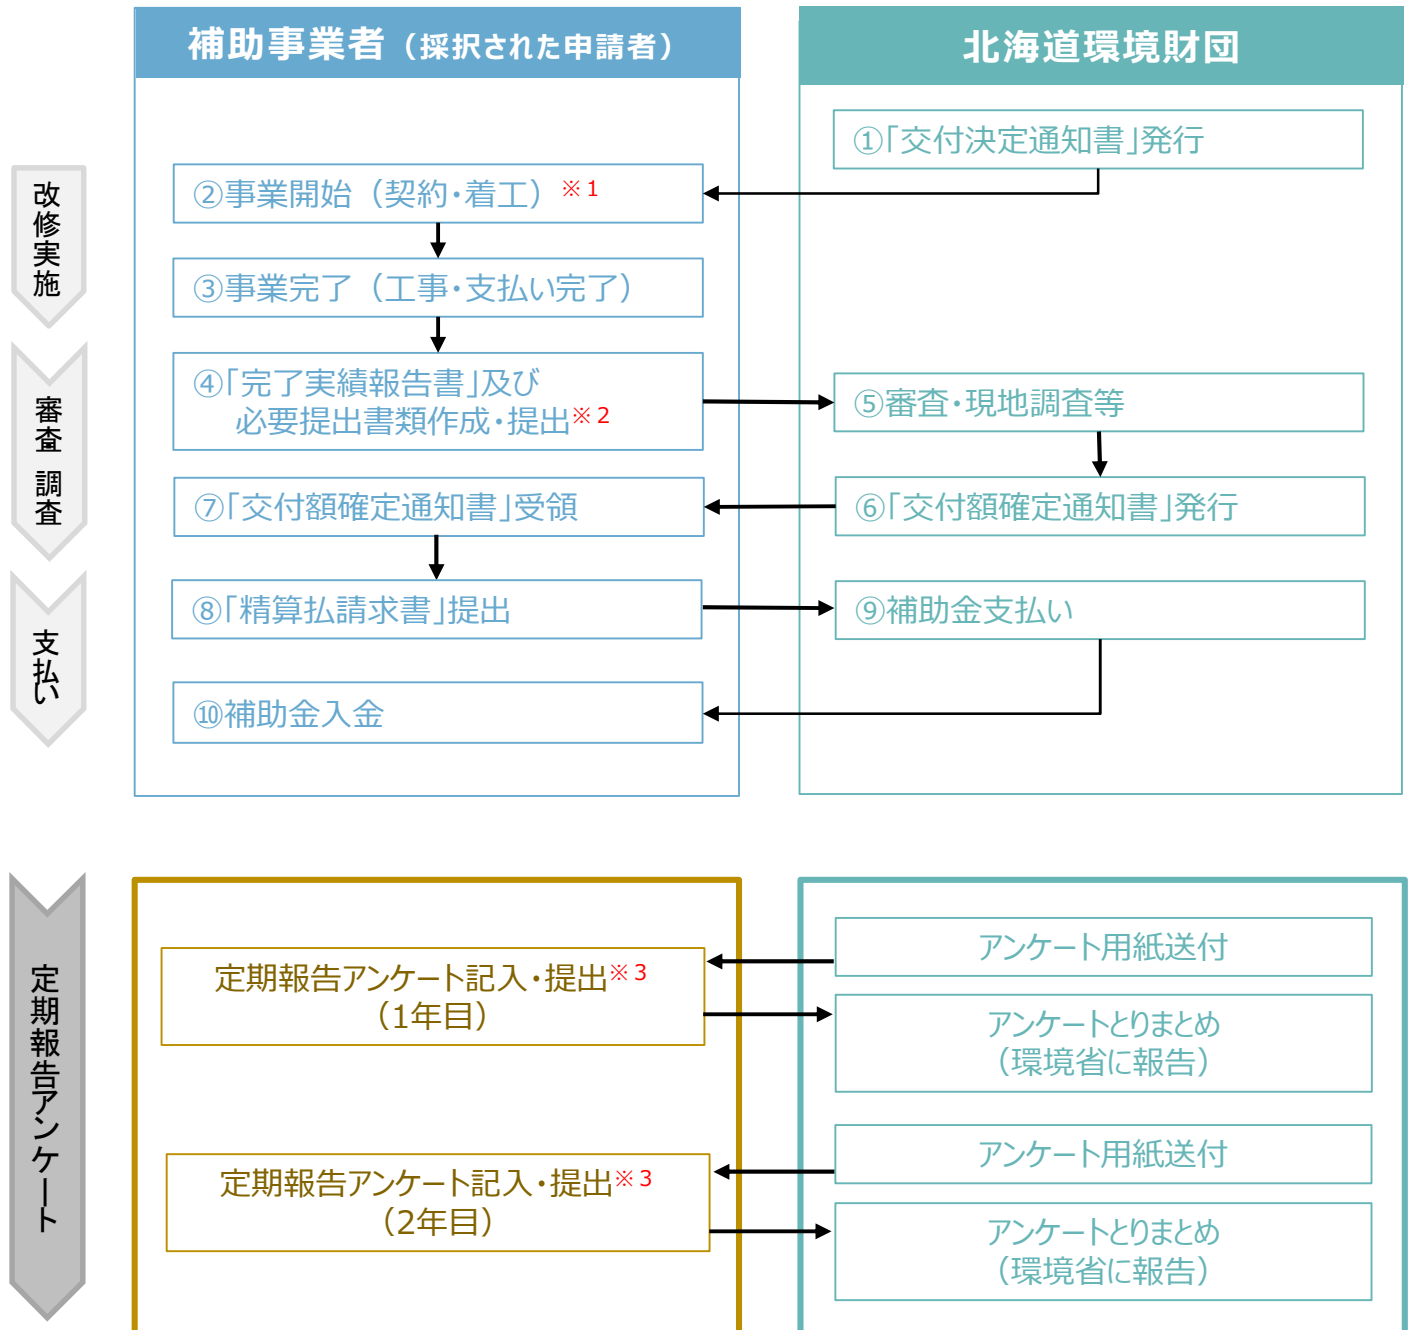 補助事業者（採択された申請者）
北海道環境財団
改修実施
①「交付決定通知書」発行
②事業開始（契約・着工）※１
③事業完了（工事・支払い完了）
審査 調査
④「完了実績報告書」及び
必要提出書類作成・提出※２
⑤審査・現地調査等
⑥「交付額確定通知書」発行
⑦「交付額確定通知書」受領
支払い
⑧「精算払請求書」提出
⑨補助金支払い
⑩補助金入金
定期報告アンケート
アンケート用紙送付
定期報告アンケート記入・提出※３
（1年目）
アンケートとりまとめ
（環境省に報告）
アンケート用紙送付
定期報告アンケート記入・提出※３
（2年目）
アンケートとりまとめ
（環境省に報告）